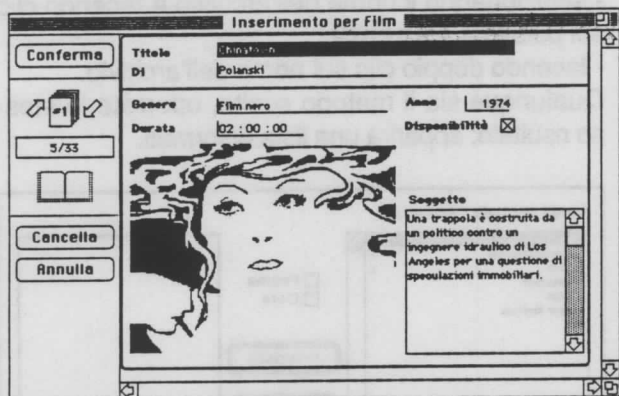 Inserimento per Film
Conferma
5/33
Cancella
Annulla
Titolo Chinatown
Di Polanski
Genere Film nero
1974
Durata 02:00:00
Disponibilità
Soggetto
Una trappola è costruita da
un politico contro un
ingegnere idraulico di Los
Angeles per una questione di
speculazioni immobiliari.